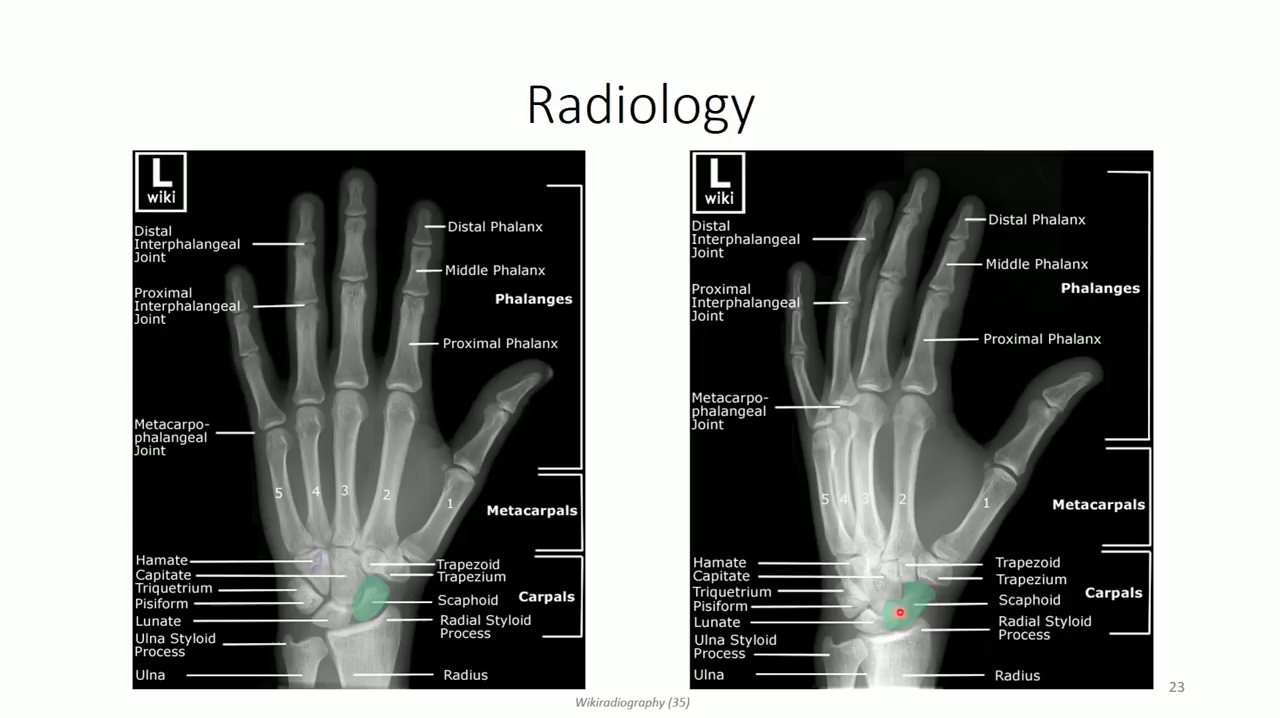 Radiology
L
wiki
Distal
Interphalangeal
Joint
Proximal
Interphalangeal
Joint
Metacarpo-
phalangeal
Joint
Hamate
Capitate
Triquetrium
Pisiform
Lunate
Ulna Styloid
Process
Ulna
Distal Phalanx
Middle Phalanx
Phalanges
Proximal Phalanx
5
4
3
2
1
Metacarpals
Trapezoid
Trapezium
Scaphoid
Carpals
Radial Styloid
Process
Radius
L
wiki
Distal
Interphalangeal
Joint
Proximal
Interphalangeal
Joint
Metacarpo-
phalangeal
Joint
Hamate
Capitate
Triquetrium
Pisiform
Lunate
Ulna Styloid
Process
Ulna
Distal Phalanx
Middle Phalanx
Phalanges
Proximal Phalanx
5
4
3
2
1
Metacarpals
Trapezoid
Trapezium
Carpals
Scaphoid
Radial Styloid
Process
Radius
Wikiradiography (35)
23